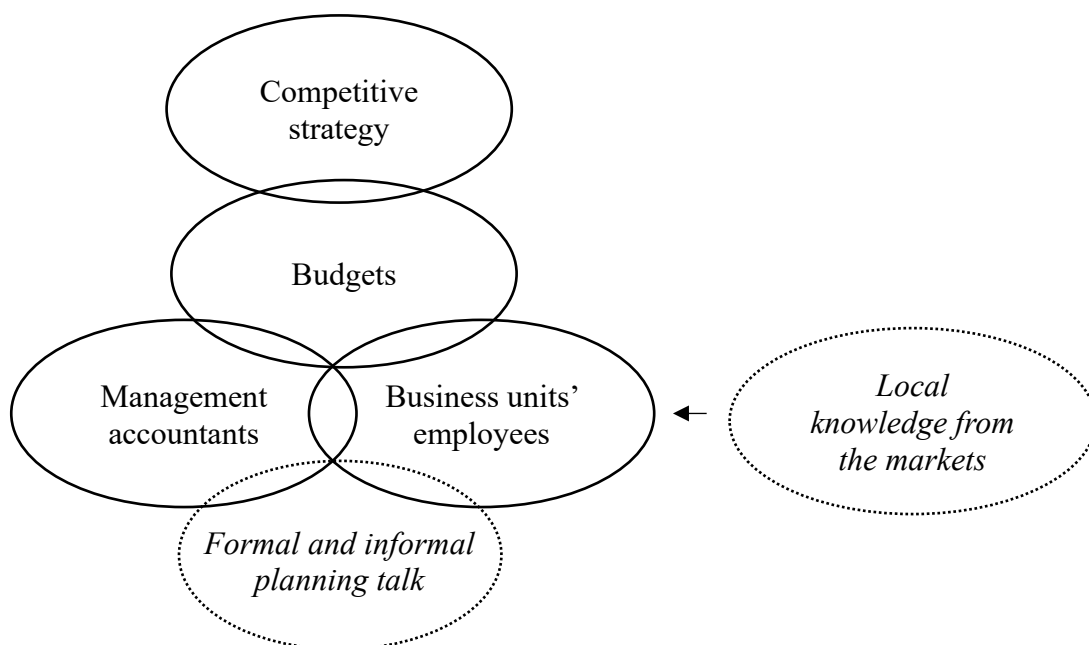 Competitive
strategy
Budgets
Management
accountants
Business units’
employees
Local
knowledge from
the markets
Formal and informal
planning talk